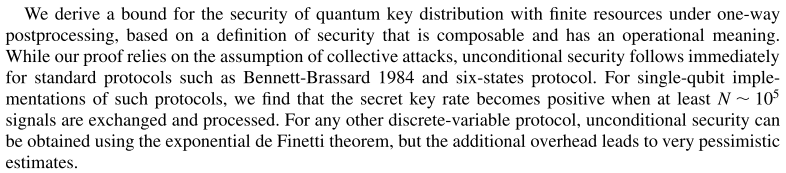 We derive a bound for the security of quantum key distribution with finite resources under one-way
postprocessing, based on a definition of security that is composable and has an operational meaning.
While our proof relies on the assumption of collective attacks, unconditional security follows immediately
for standard protocols such as Bennett-Brassard 1984 and six-states protocol. For single-qubit imple-
mentations of such protocols, we find that the secret key rate becomes positive when at least N ∼ 10⁵
signals are exchanged and processed. For any other discrete-variable protocol, unconditional security can
be obtained using the exponential de Finetti theorem, but the additional overhead leads to very pessimistic
estimates.